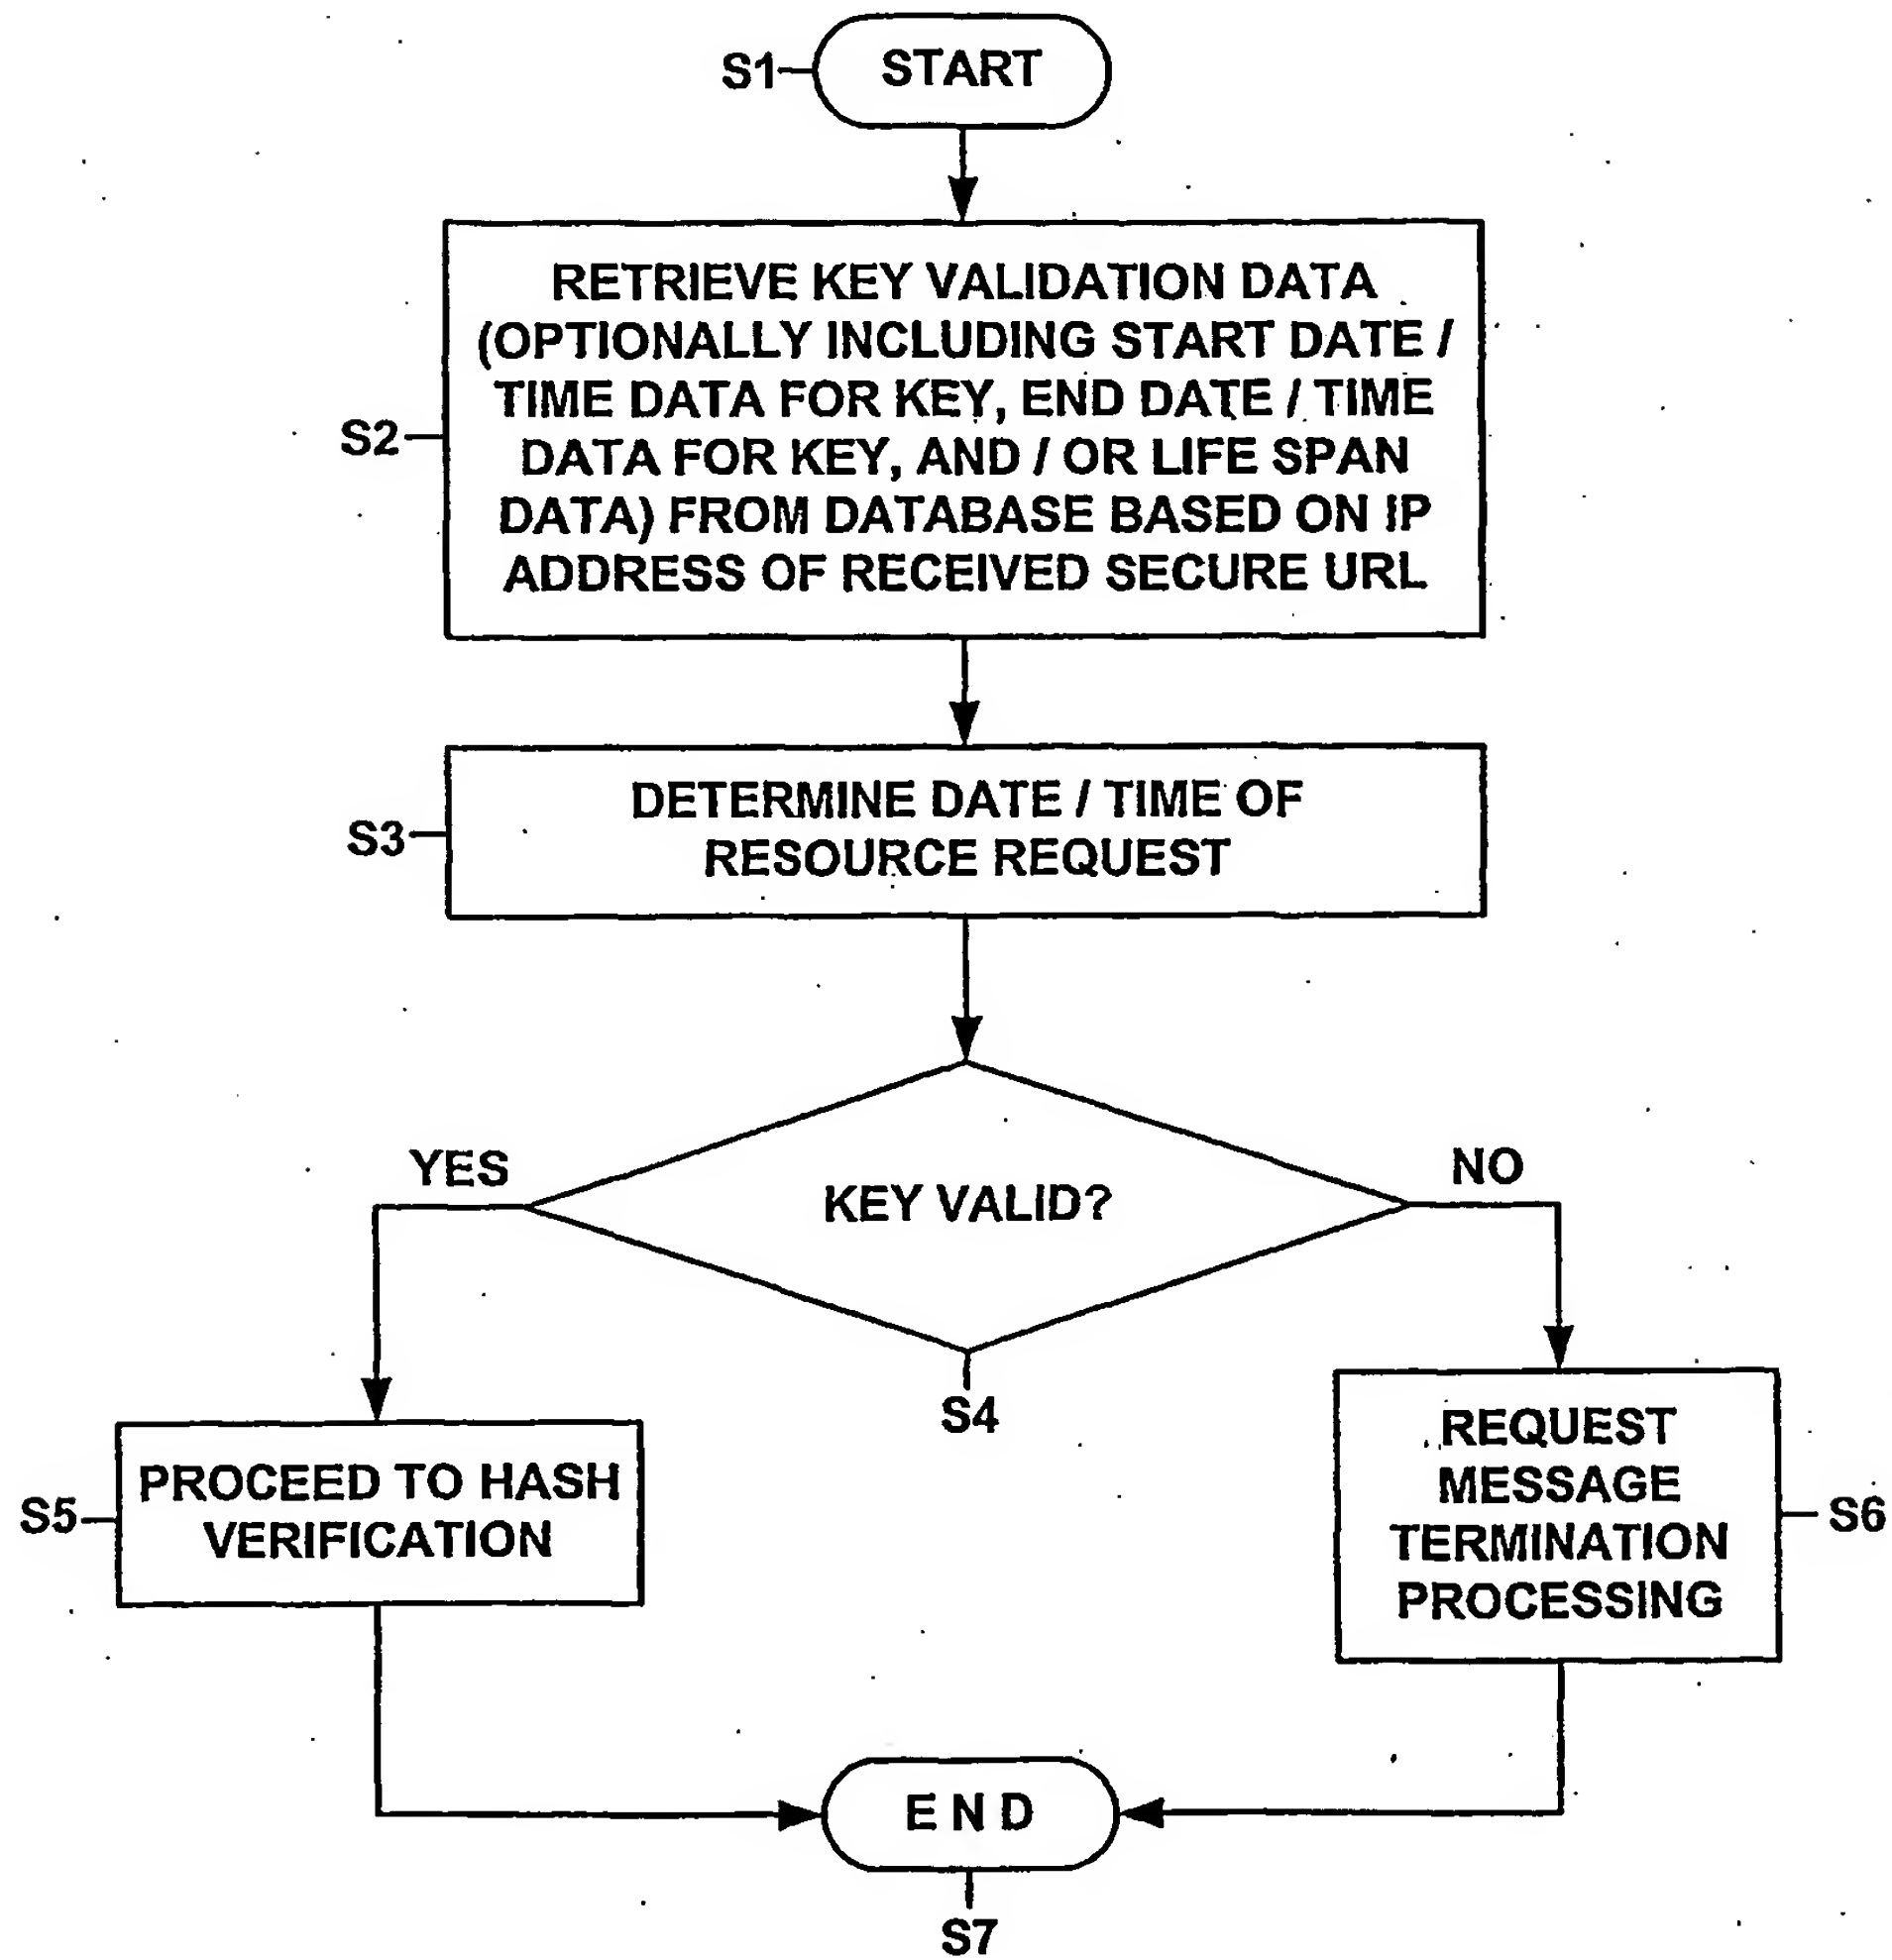 S1
START
RETRIEVE KEY VALIDATION DATA
(OPTIONALLY INCLUDING START DATE /
TIME DATA FOR KEY, END DATE / TIME
DATA FOR KEY, AND / OR LIFE SPAN
DATA) FROM DATABASE BASED ON IP
ADDRESS OF RECEIVED SECURE URL
S2
DETERMINE DATE / TIME OF
RESOURCE REQUEST
S3
YES
KEY VALID?
NO
S4
PROCEED TO HASH
VERIFICATION
S5
REQUEST
MESSAGE
TERMINATION
PROCESSING
S6
END
S7